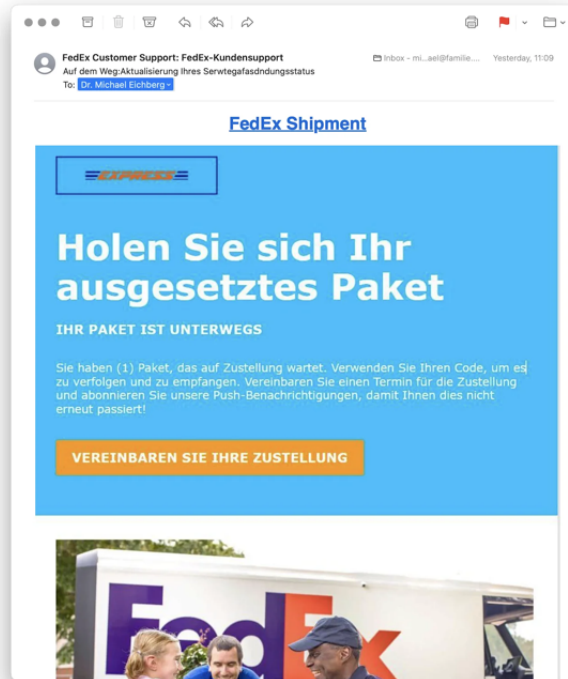 FedEx Customer Support: FedEx-Kundensupport
Inbox - mi...ael@familie....
Yesterday, 11:09
Auf dem Weg:Aktualisierung Ihres Serwtegafasdndungsstatus
To: Dr. Michael Eichberg
FedEx Shipment
EXPRESS
Holen Sie sich Ihr
ausgesetztes Paket
IHR PAKET IST UNTERWEGS
Sie haben (1) Paket, das auf Zustellung wartet. Verwenden Sie Ihren Code, um es
zu verfolgen und zu empfangen. Vereinbaren Sie einen Termin für die Zustellung
und abonnieren Sie unsere Push-Benachrichtigungen, damit Ihnen dies nicht
erneut passiert!
VEREINBAREN SIE IHRE ZUSTELLUNG
FedEx